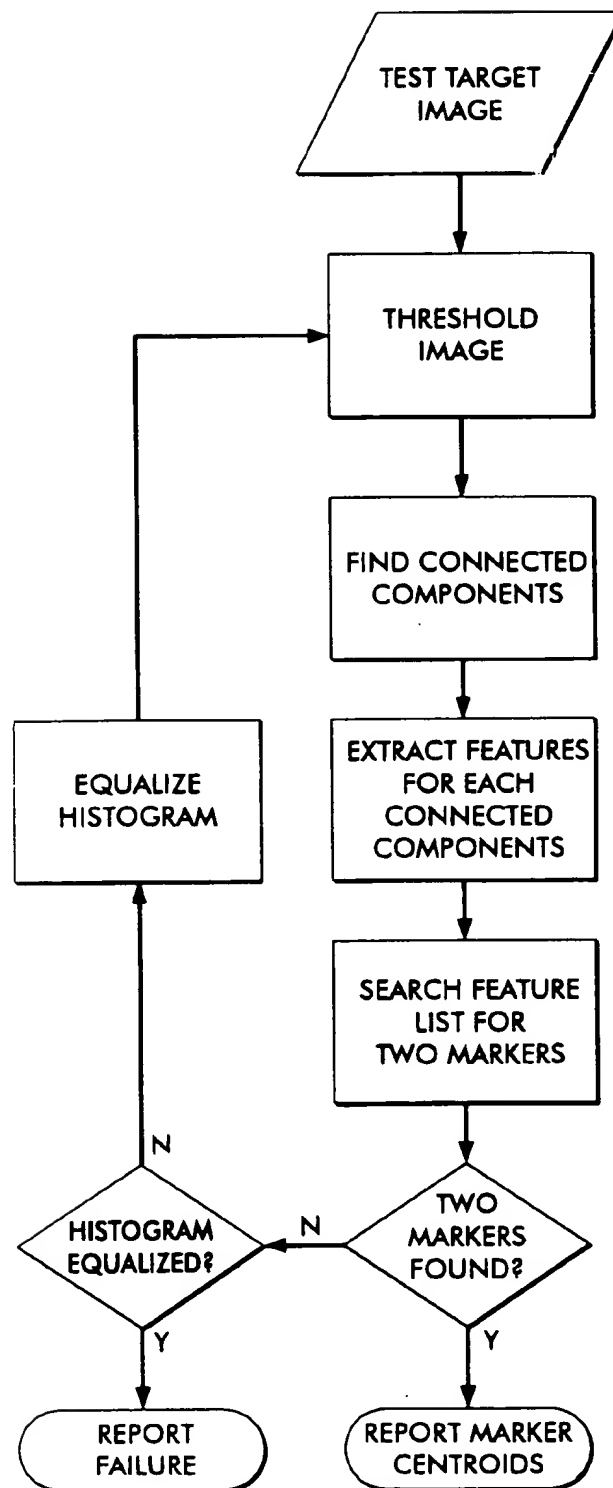 TEST TARGET
IMAGE
THRESHOLD
IMAGE
FIND CONNECTED
COMPONENTS
EXTRACT FEATURES
FOR EACH
CONNECTED
COMPONENTS
EQUALIZE
HISTOGRAM
SEARCH FEATURE
LIST FOR
TWO MARKERS
N
TWO
MARKERS
FOUND?
N
HISTOGRAM
EQUALIZED?
Y
Y
REPORT
FAILURE
REPORT MARKER
CENTROIDS